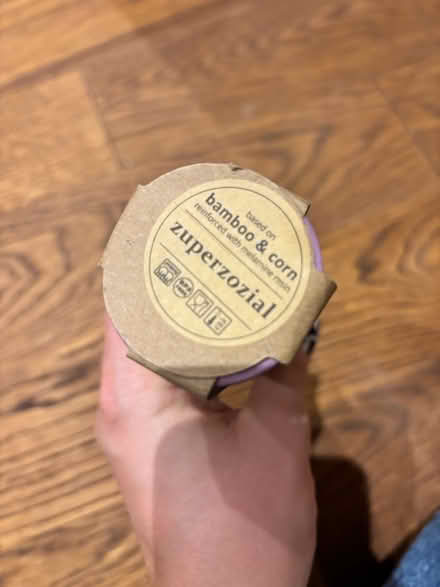 based on
bamboo & corn
reinforced with melamine resin
zuperzozial